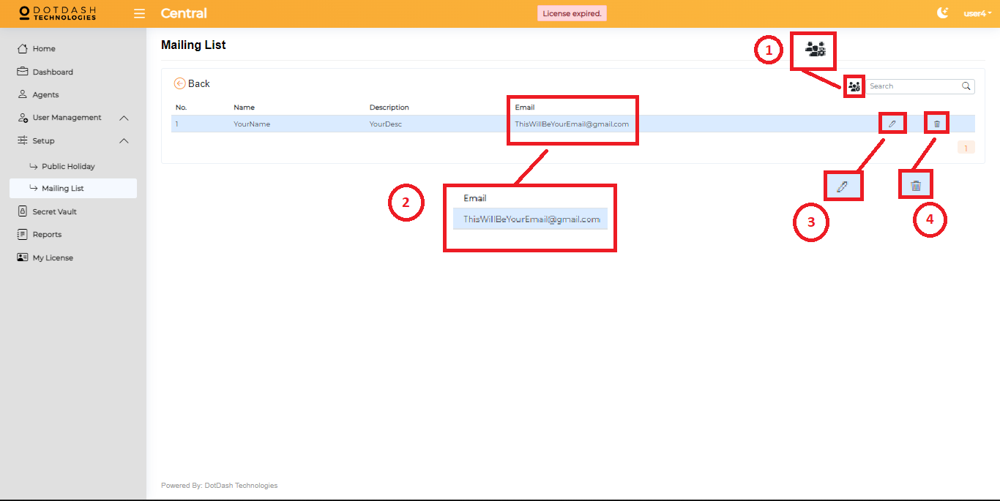 DOTDASH
TECHNOLOGIES
Central
License expired.
user4
Home
Dashboard
Agents
User Management
Setup
Public Holiday
Mailing List
Secret Vault
Reports
My License
Mailing List
1
Back
Search
No. Name Description Email
1 YourName YourDesc ThisWillBeYourEmail@gmail.com
1
2
Email
ThisWillBeYourEmail@gmail.com
3
4
Powered By: DotDash Technologies